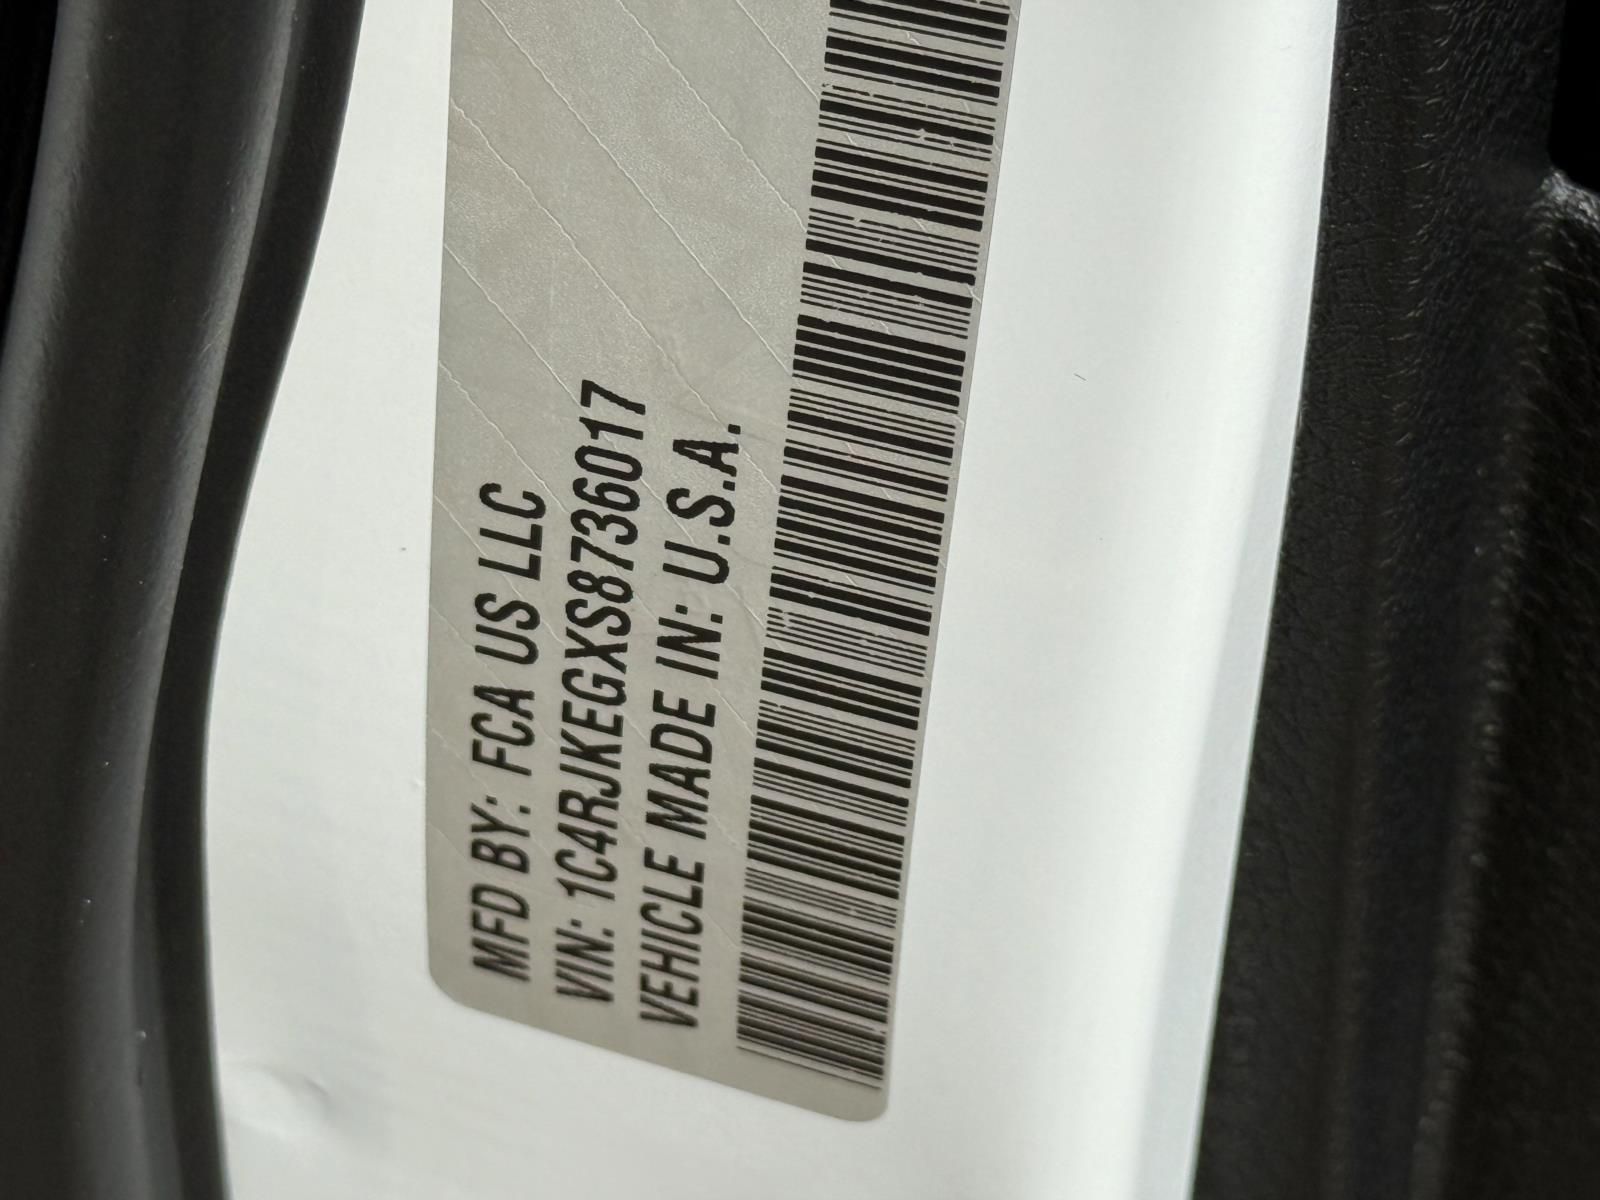 MFD BY: FCA US LLC
VIN: 1C4RJKEGXS8736017
VEHICLE MADE IN: U.S.A.